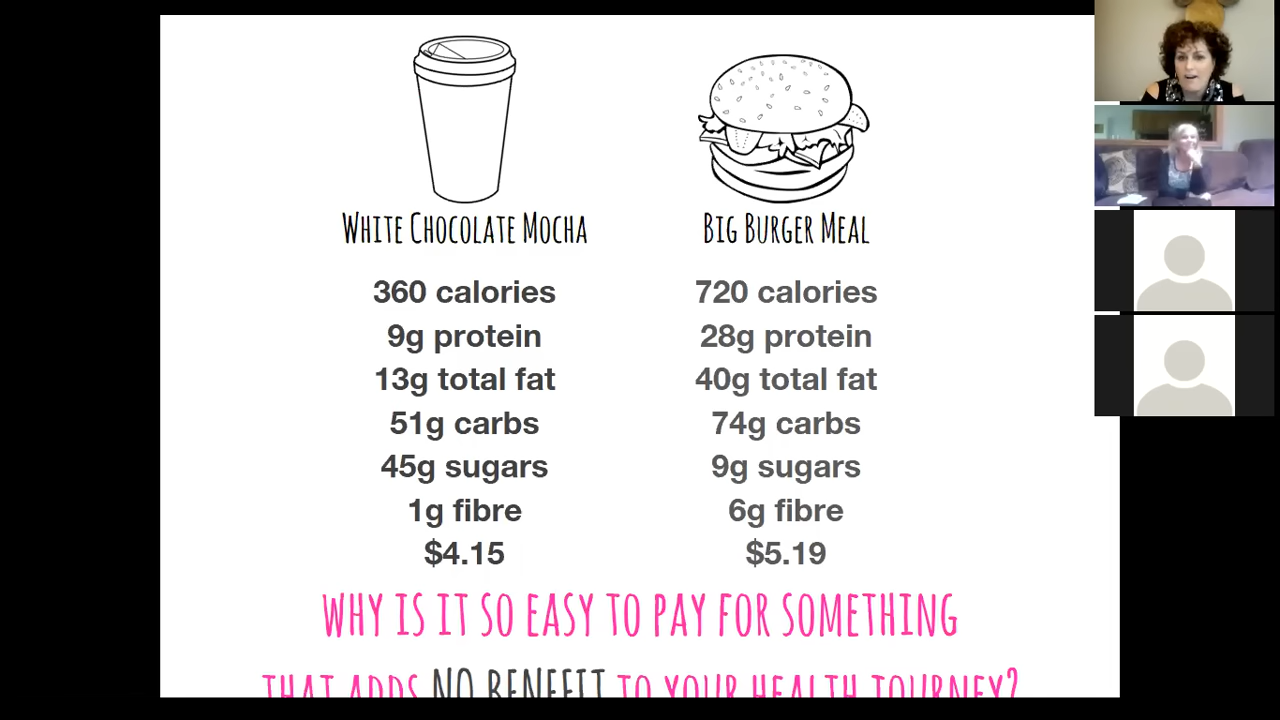 WHITE CHOCOLATE MOCHA
360 calories
9g protein
13g total fat
51g carbs
45g sugars
1g fibre
$4.15
BIG BURGER MEAL
720 calories
28g protein
40g total fat
74g carbs
9g sugars
6g fibre
$5.19
WHY IS IT SO EASY TO PAY FOR SOMETHING
THAT ADDS NO BENEFIT TO YOUR HEALTH JOURNEY?